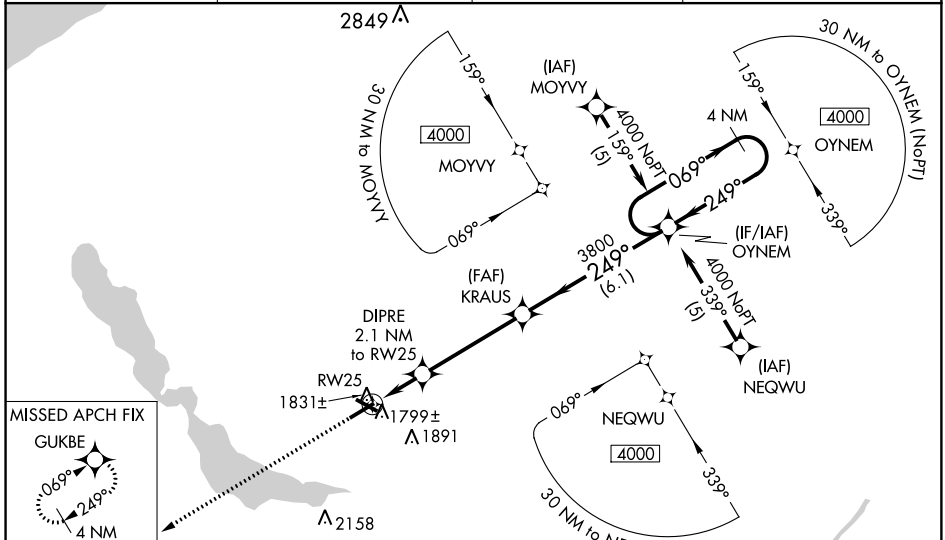 2849
30 NM to MOYVY
159°
4000
MOYVY
069°
(IAF)
MOYVY
4000 NoPT
159°
(5)
4 NM
069°
249°
(IF/IAF)
OYNEM
30 NM to OYNEM (NoPT)
159°
4000
OYNEM
339°
3800
249°
(6.1)
(FAF)
KRAUS
DIPRE
2.1 NM
to RW25
RW25
1831±
1799±
1891
2158
4000 NoPT
339°
(5)
(IAF)
NEQWU
069°
NEQWU
4000
339°
30 NM to
MISSED APCH FIX
GUKBE
069°
249°
4 NM